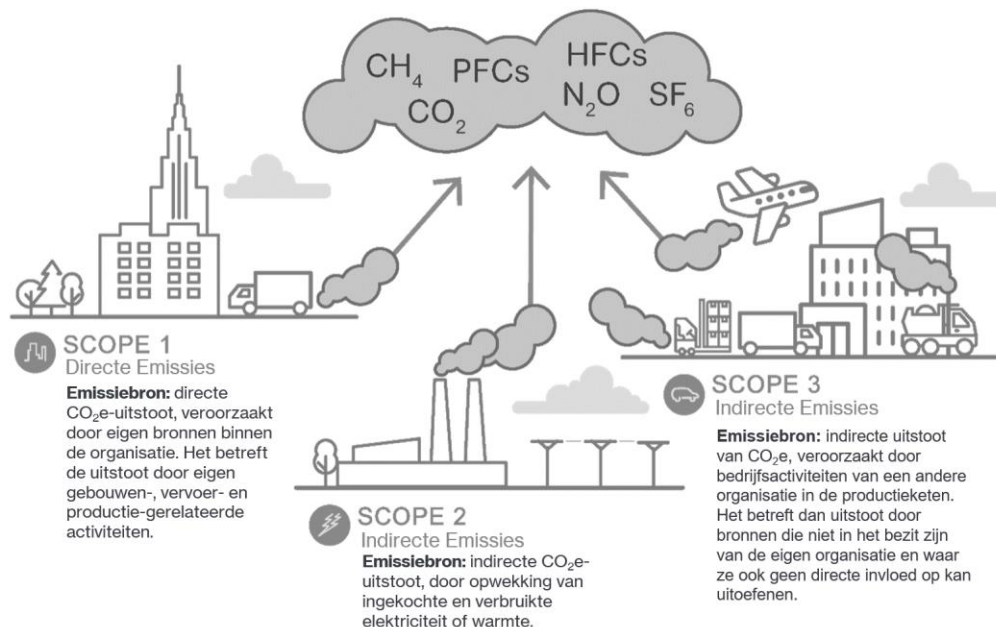 CH₄ PFCs HFCs
CO₂ N₂O SF₆
SCOPE 1
Directe Emissies
Emissiebron: directe
CO₂e-uitstoot, veroorzaakt
door eigen bronnen binnen
de organisatie. Het betreft
de uitstoot door eigen
gebouwen-, vervoer- en
productie-gerelateerde
activiteiten.
SCOPE 2
Indirecte Emissies
Emissiebron: indirecte CO₂e-
uitstoot, door opwekking van
ingekochte en verbruikte
elektriciteit of warmte.
SCOPE 3
Indirecte Emissies
Emissiebron: indirecte uitstoot
van CO₂e, veroorzaakt door
bedrijfsactiviteiten van een andere
organisatie in de productieketen.
Het betreft dan uitstoot door
bronnen die niet in het bezit zijn
van de eigen organisatie en waar
ze ook geen directe invloed op kan
uitoefenen.